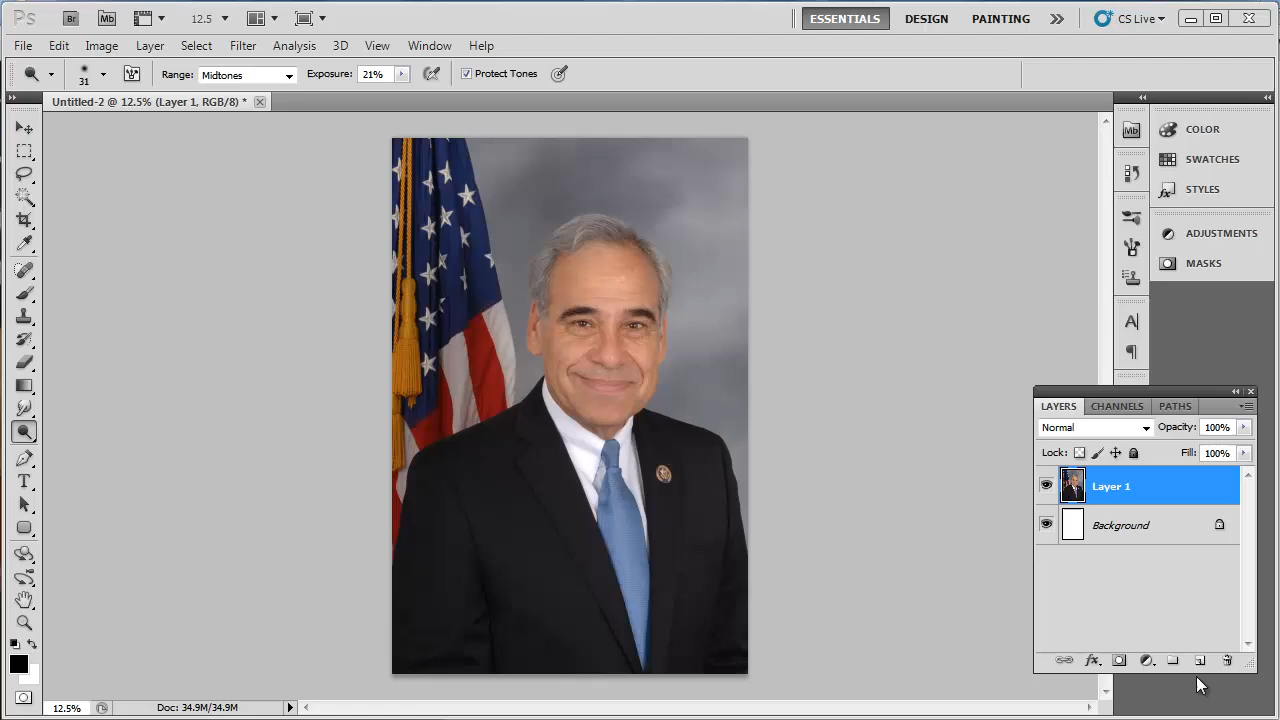 Ps Br Mb 12.5 ESSENTIALS DESIGN PAINTING CS Live
File Edit Image Layer Select Filter Analysis 3D View Window Help
31 Range: Midtones Exposure: 21% Protect Tones
Untitled-2 @ 12.5% (Layer 1, RGB/8) *
Mb COLOR
SWATCHES
fx STYLES
ADJUSTMENTS
MASKS
A
LAYERS CHANNELS PATHS
Normal Opacity: 100%
Lock: Fill: 100%
Layer 1
Background
T
fx
12.5% Doc: 34.9M/34.9M